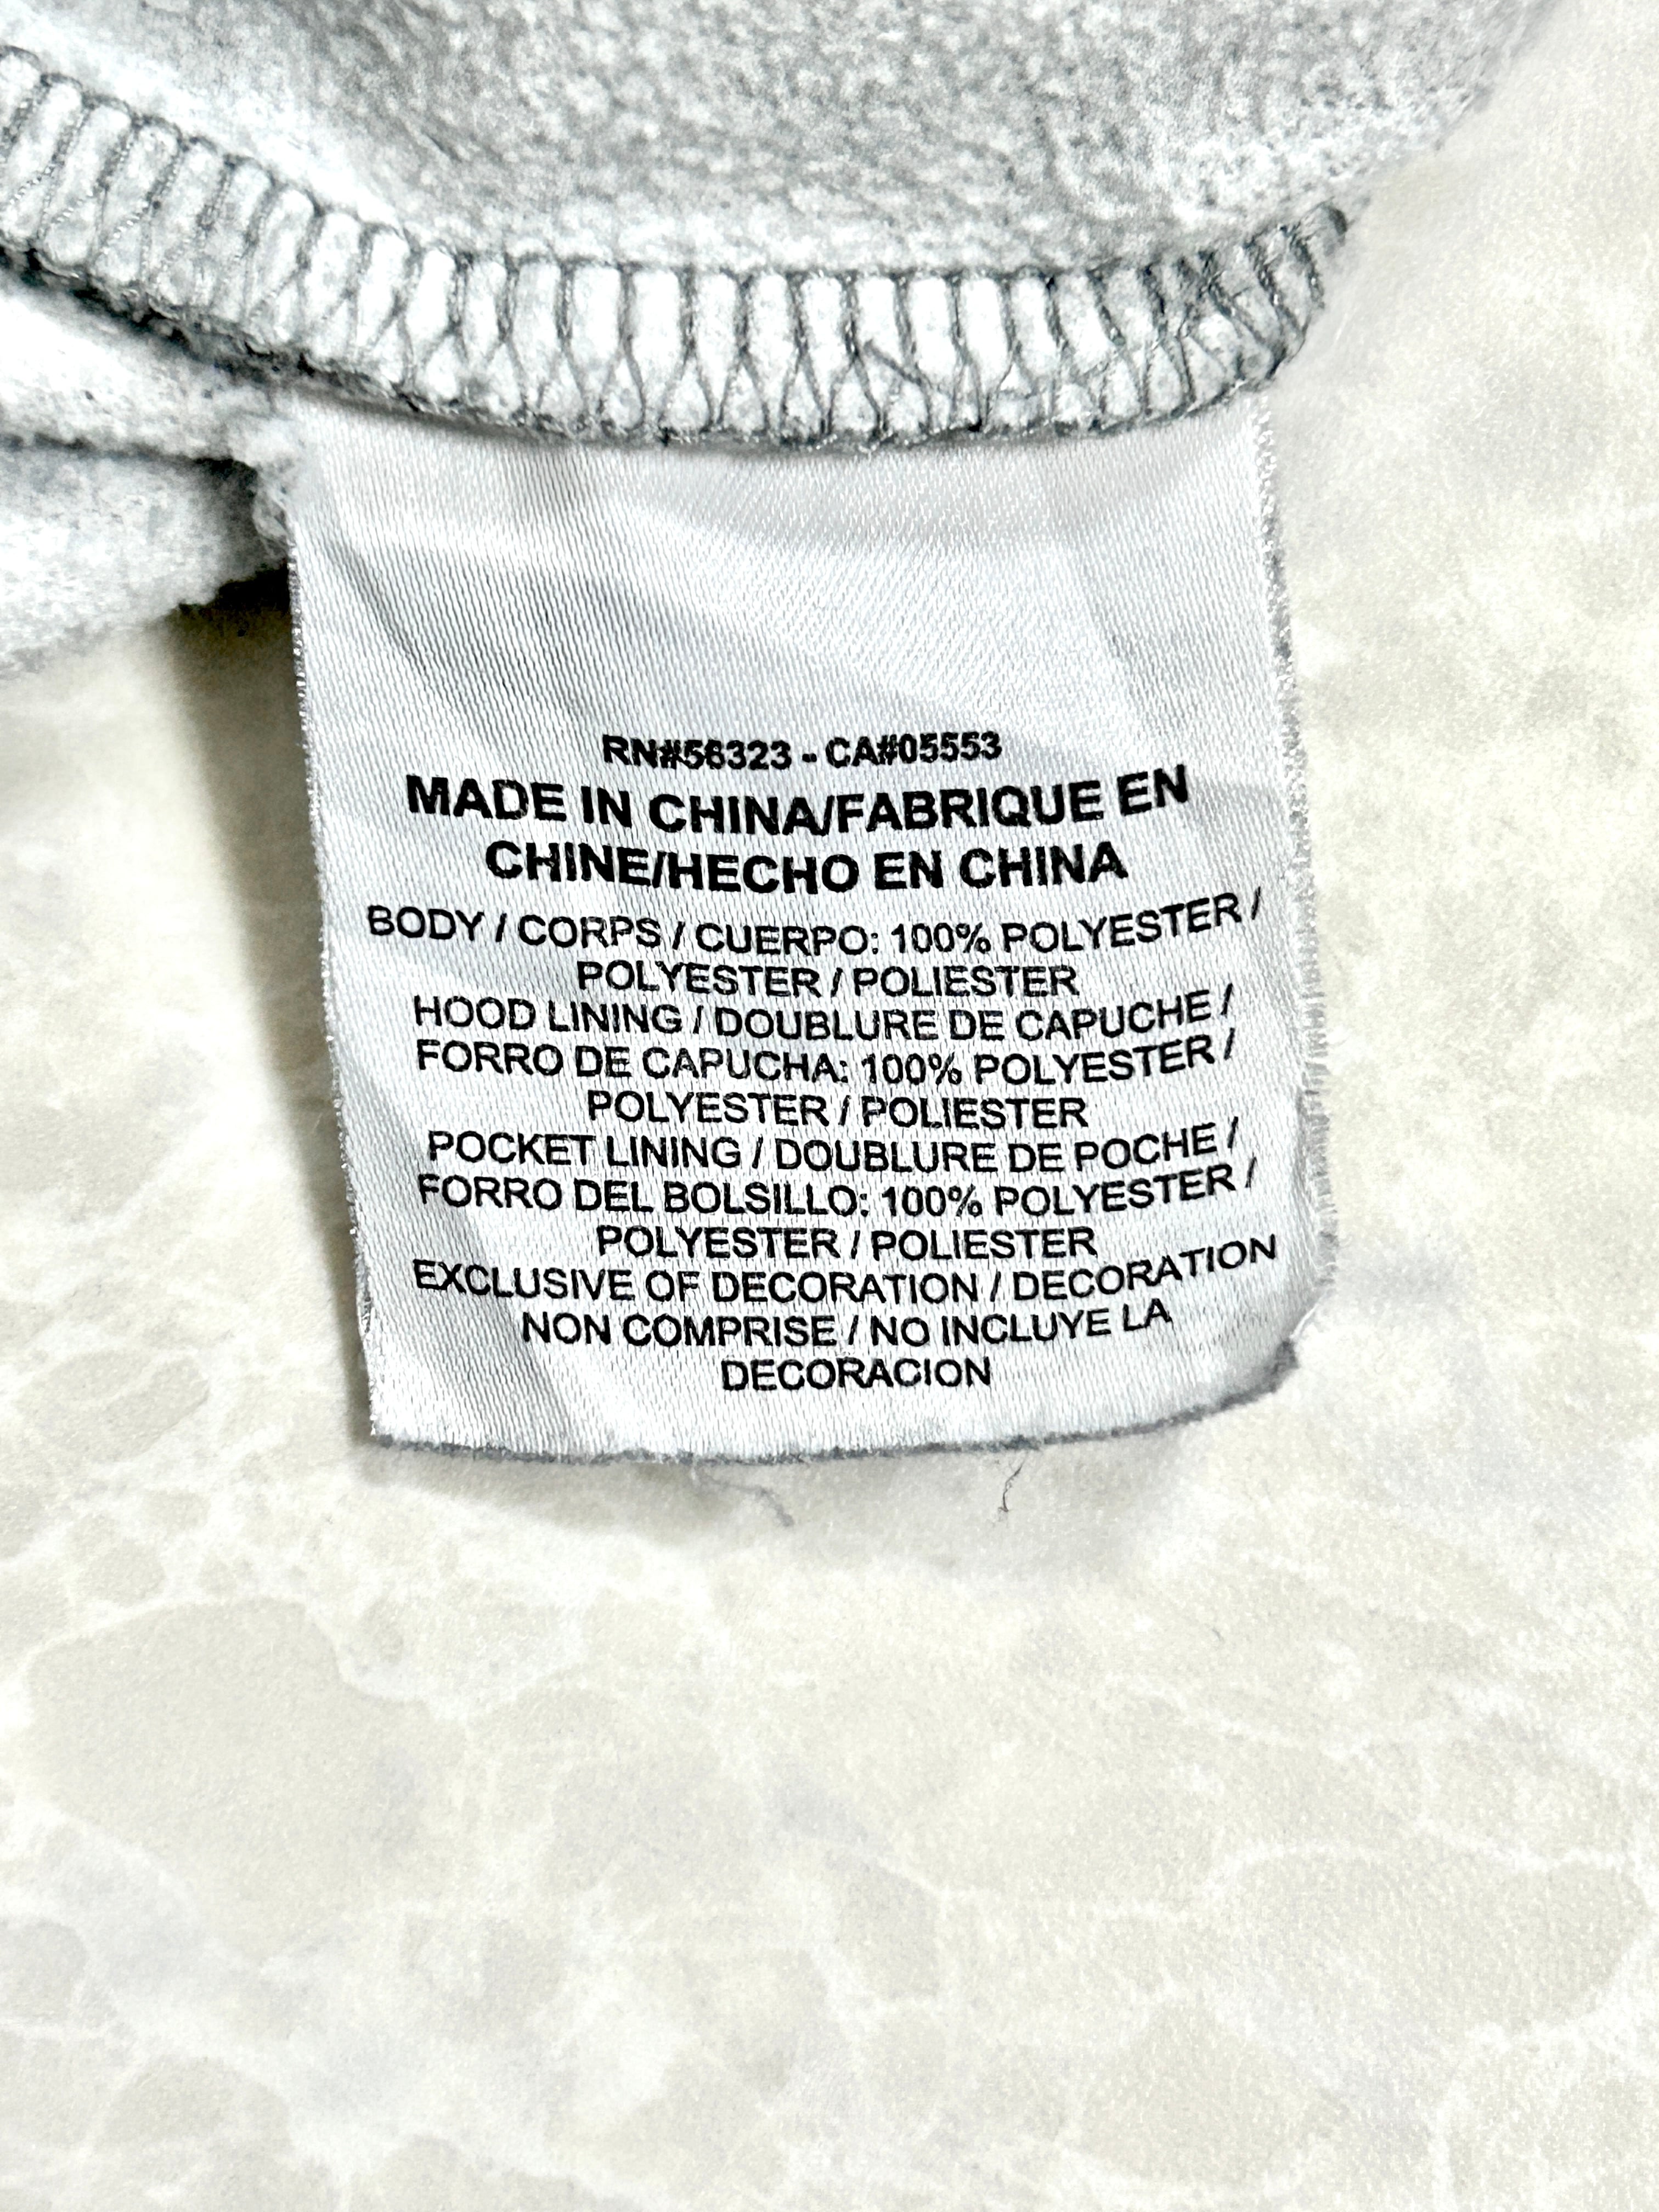 RN#56323 - CA#05553
MADE IN CHINA/FABRIQUE EN
CHINE/HECHO EN CHINA
BODY / CORPS / CUERPO: 100% POLYESTER /
POLYESTER / POLIESTER
HOOD LINING / DOUBLURE DE CAPUCHE /
FORRO DE CAPUCHA: 100% POLYESTER /
POLYESTER / POLIESTER
POCKET LINING / DOUBLURE DE POCHE /
FORRO DEL BOLSILLO: 100% POLYESTER /
POLYESTER / POLIESTER
EXCLUSIVE OF DECORATION / DECORATION
NON COMPRISE / NO INCLUYE LA
DECORACION